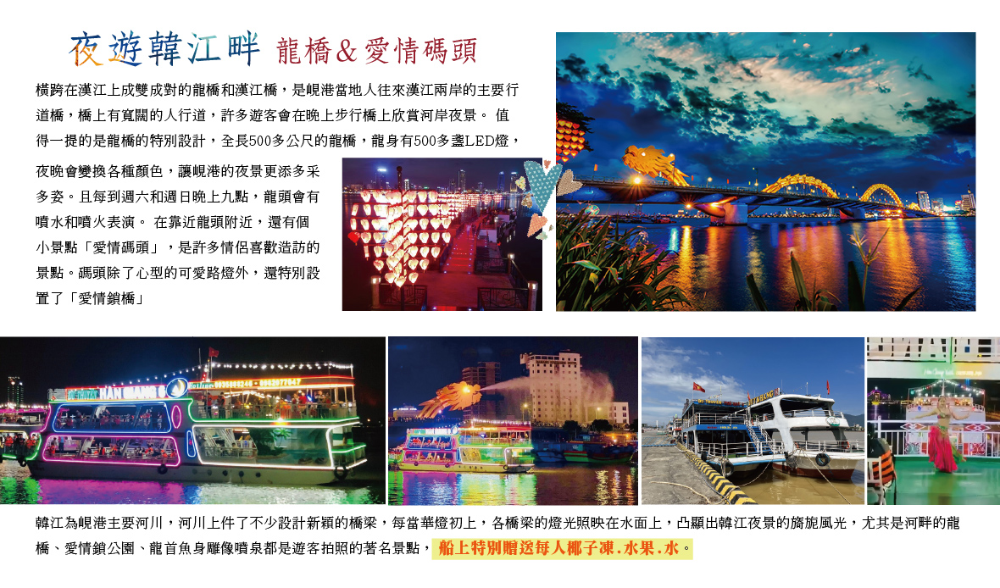 夜遊韓江畔 龍橋&愛情碼頭
橫跨在漢江上成雙成對的龍橋和漢江橋，是峴港當地人往來漢江兩岸的主要行
道橋，橋上有寬闊的人行道，許多遊客會在晚上步行橋上欣賞河岸夜景。 值
得一提的是龍橋的特別設計，全長500多公尺的龍橋，龍身有500多盞LED燈，
夜晚會變換各種顏色，讓峴港的夜景更添多采
多姿。且每到週六和週日晚上九點，龍頭會有
噴水和噴火表演。 在靠近龍頭附近，還有個
小景點「愛情碼頭」，是許多情侶喜歡造訪的
景點。碼頭除了心型的可愛路燈外，還特別設
置了「愛情鎖橋」
HÀN GIANG 6
韓江為峴港主要河川，河川上件了不少設計新穎的橋梁，每當華燈初上，各橋梁的燈光照映在水面上，凸顯出韓江夜景的旖旎風光，尤其是河畔的龍
橋、愛情鎖公園、龍首魚身雕像噴泉都是遊客拍照的著名景點，船上特別贈送每人椰子凍.水果.水。